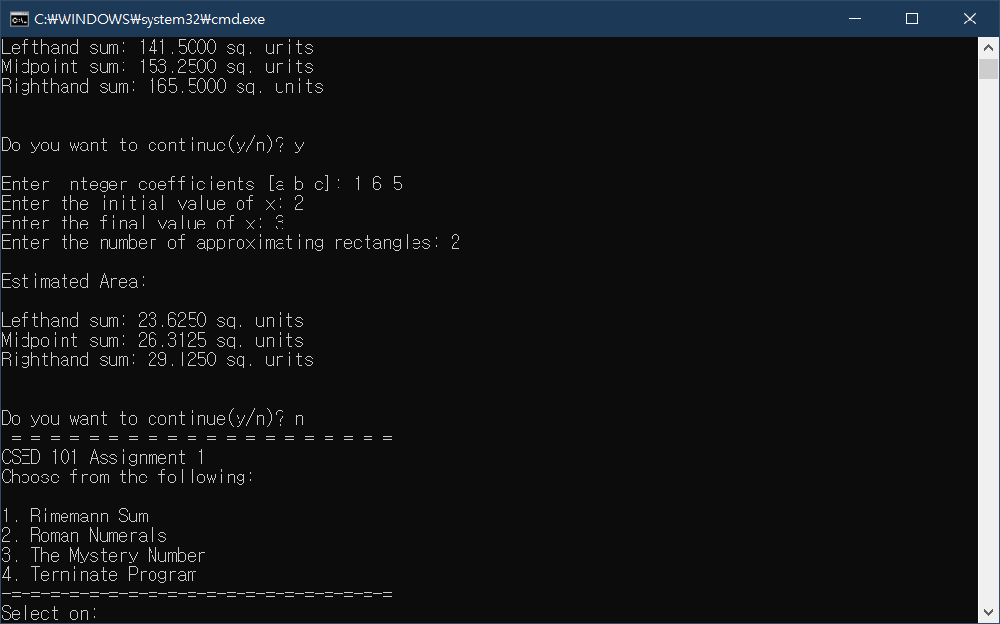 C:₩WINDOWS₩system32₩cmd.exe
Lefthand sum: 141.5000 sq. units
Midpoint sum: 153.2500 sq. units
Righthand sum: 165.5000 sq. units
Do you want to continue(y/n)? y
Enter integer coefficients [a b c]: 1 6 5
Enter the initial value of x: 2
Enter the final value of x: 3
Enter the number of approximating rectangles: 2
Estimated Area:
Lefthand sum: 23.6250 sq. units
Midpoint sum: 26.3125 sq. units
Righthand sum: 29.1250 sq. units
Do you want to continue(y/n)? n
-=-=-=-=-=-=-=-=-=-=-=-=-=-=-=-=-=-=-=-=
CSED 101 Assignment 1
Choose from the following:
1. Rimemann Sum
2. Roman Numerals
3. The Mystery Number
4. Terminate Program
-=-=-=-=-=-=-=-=-=-=-=-=-=-=-=-=-=-=-=-=
Selection: